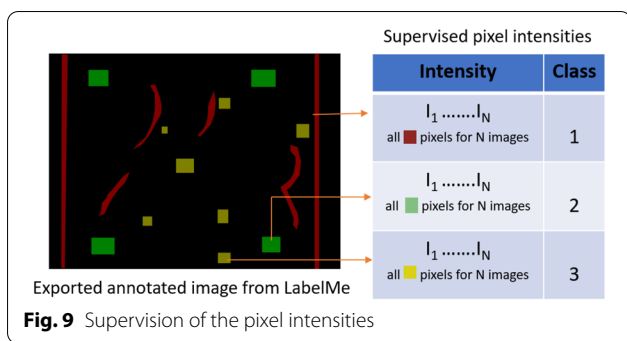 Supervised pixel intensities
Intensity Class
I1 .......IN
all pixels for N images
1
I1 .......IN
all pixels for N images
2
I1 .......IN
all pixels for N images
3
Exported annotated image from LabelMe
Fig. 9 Supervision of the pixel intensities